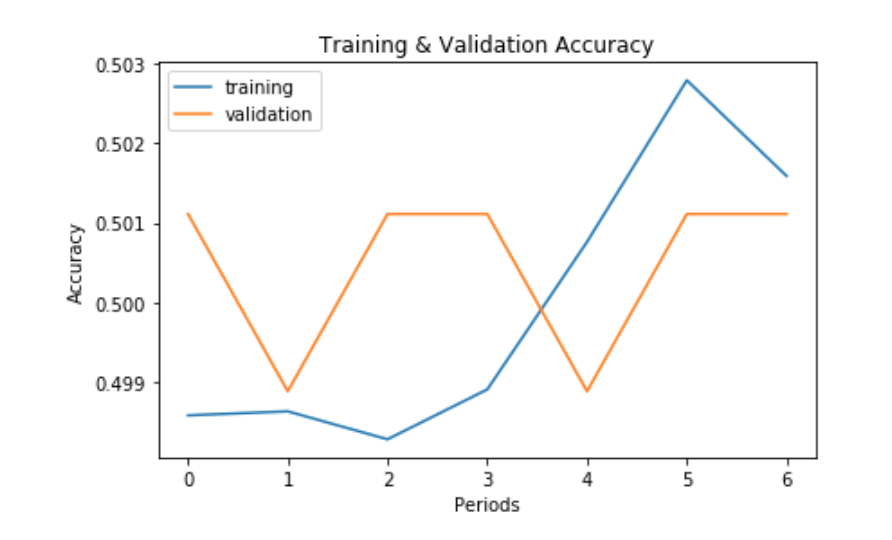 Training & Validation Accuracy
training
validation
0.503
0.502
0.501
0.500
0.499
Accuracy
0 1 2 3 4 5 6
Periods